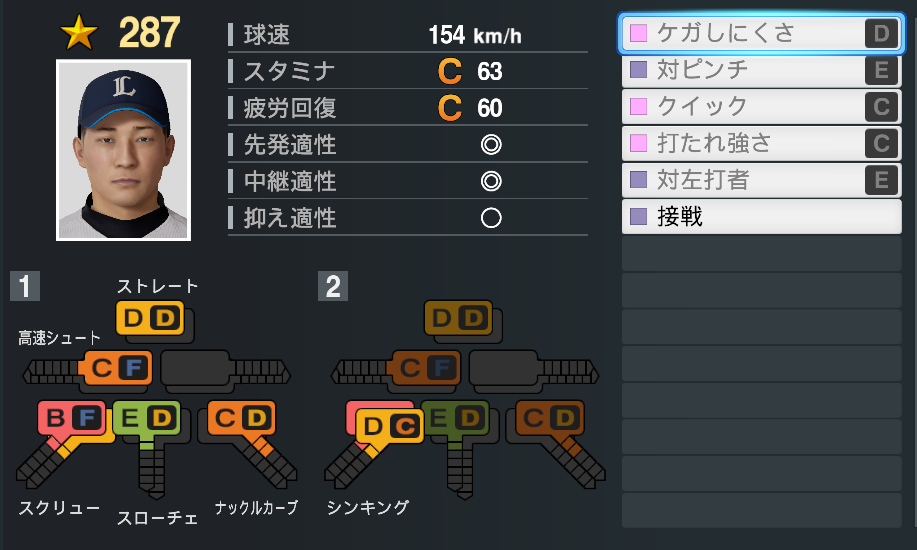 ★ 287
L
球速 154 km/h
スタミナ C 63
疲労回復 C 60
先発適性 ◎
中継適性 ◎
抑え適性 ○
ケガしにくさ D
対ピンチ E
クイック C
打たれ強さ C
対左打者 E
接戦
1
ストレート
D D
高速シュート
C F
B F E D C D
スクリュー スローチェ ナックルカーブ
2
D D
C F
D C E D C D
シンキング